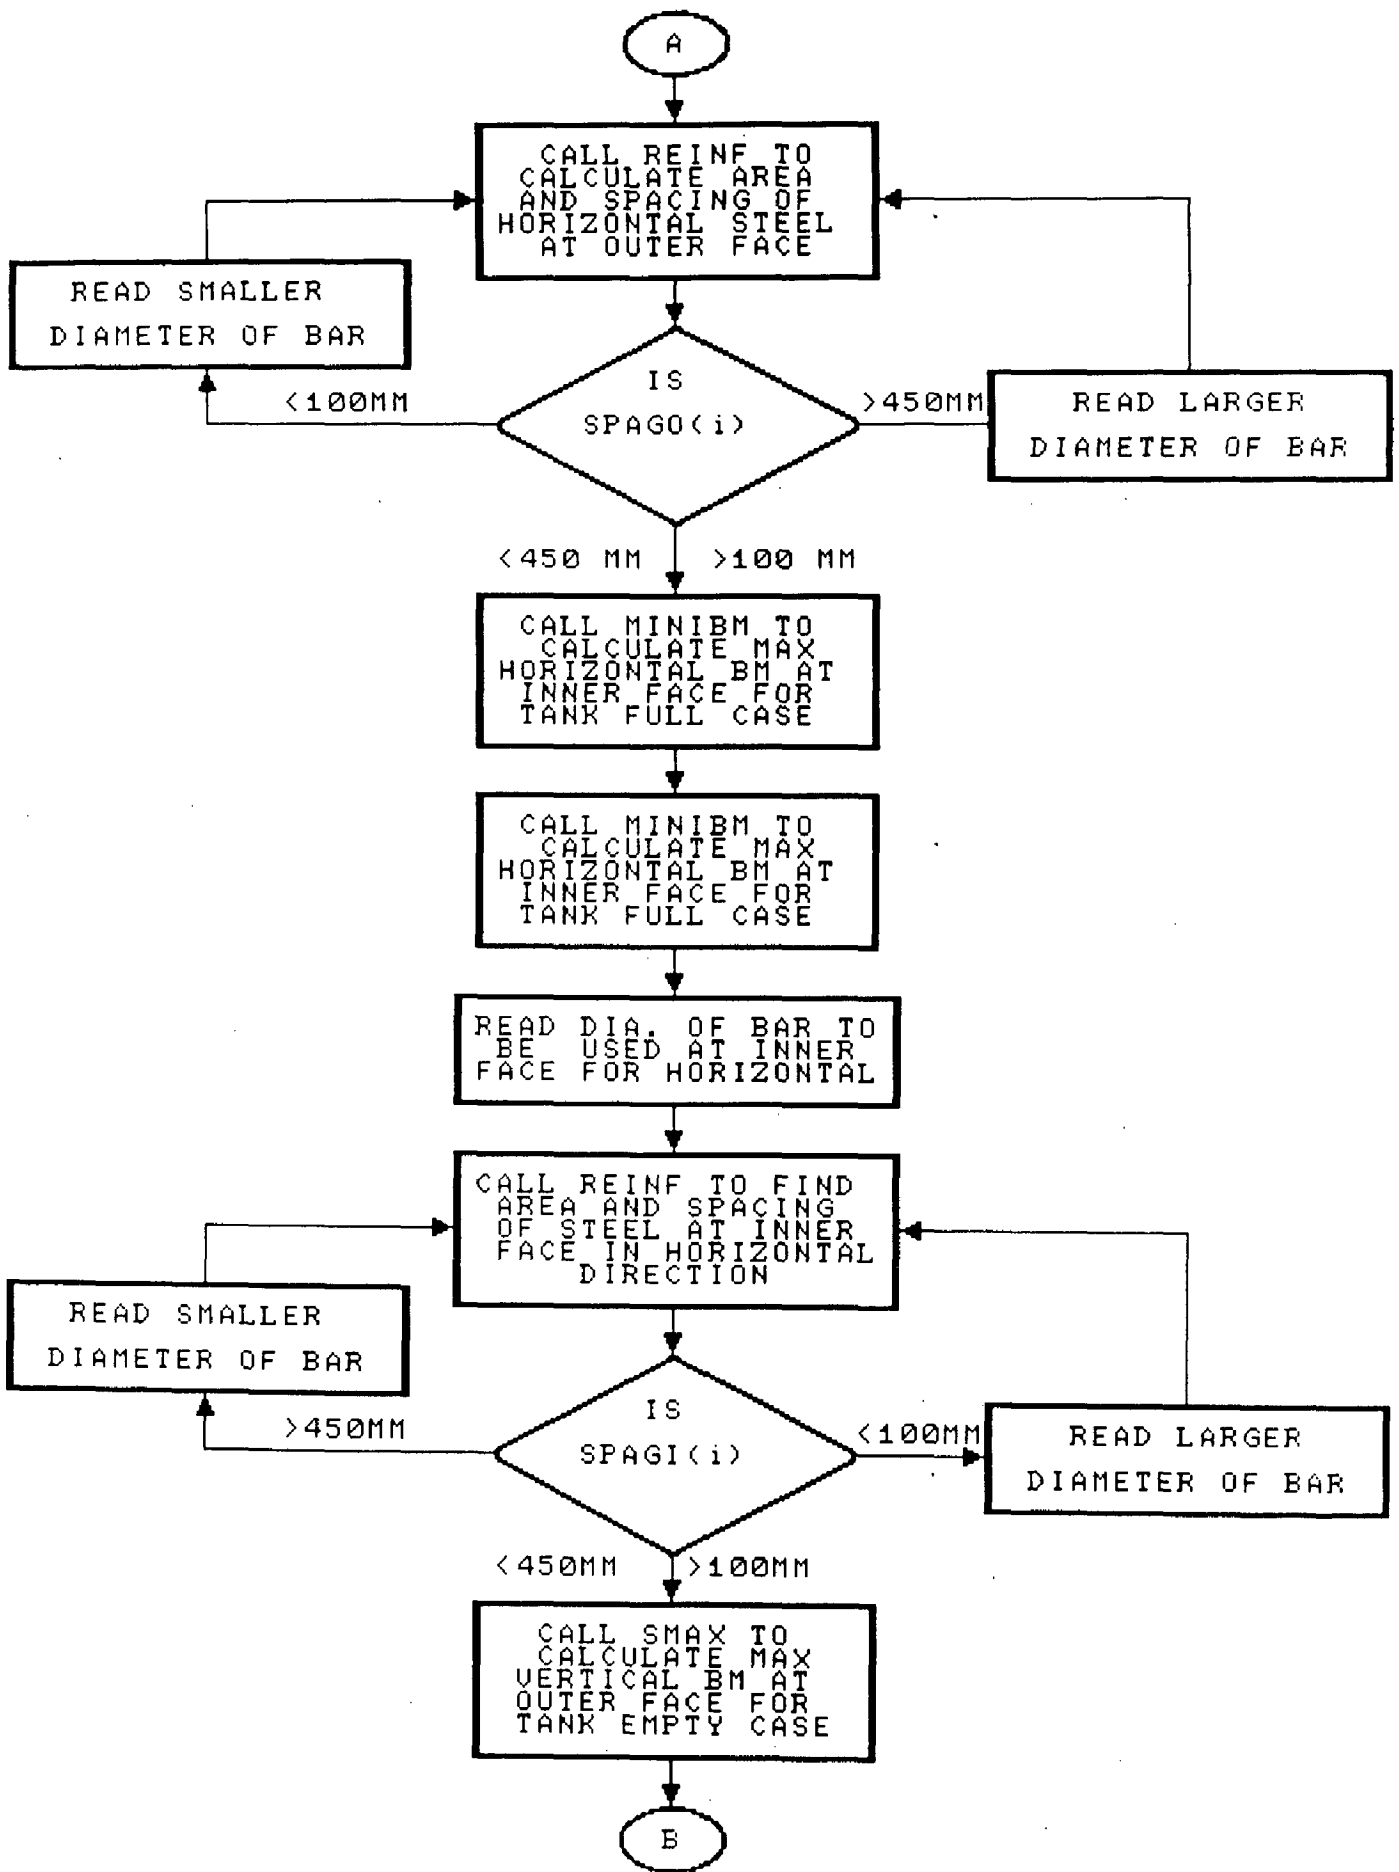 A
CALL REINF TO
CALCULATE AREA
AND SPACING OF
HORIZONTAL STEEL
AT OUTER FACE
READ SMALLER
DIAMETER OF BAR
<100MM
IS
SPAGO(i)
>450MM
READ LARGER
DIAMETER OF BAR
<450 MM >100 MM
CALL MINIBM TO
CALCULATE MAX
HORIZONTAL BM AT
INNER FACE FOR
TANK FULL CASE
CALL MINIBM TO
CALCULATE MAX
HORIZONTAL BM AT
INNER FACE FOR
TANK FULL CASE
READ DIA. OF BAR TO
BE USED AT INNER
FACE FOR HORIZONTAL
CALL REINF TO FIND
AREA AND SPACING
OF STEEL AT INNER
FACE IN HORIZONTAL
DIRECTION
READ SMALLER
DIAMETER OF BAR
>450MM
IS
SPAGI(i)
<100MM
READ LARGER
DIAMETER OF BAR
<450MM >100MM
CALL SMAX TO
CALCULATE MAX
VERTICAL BM AT
OUTER FACE FOR
TANK EMPTY CASE
B